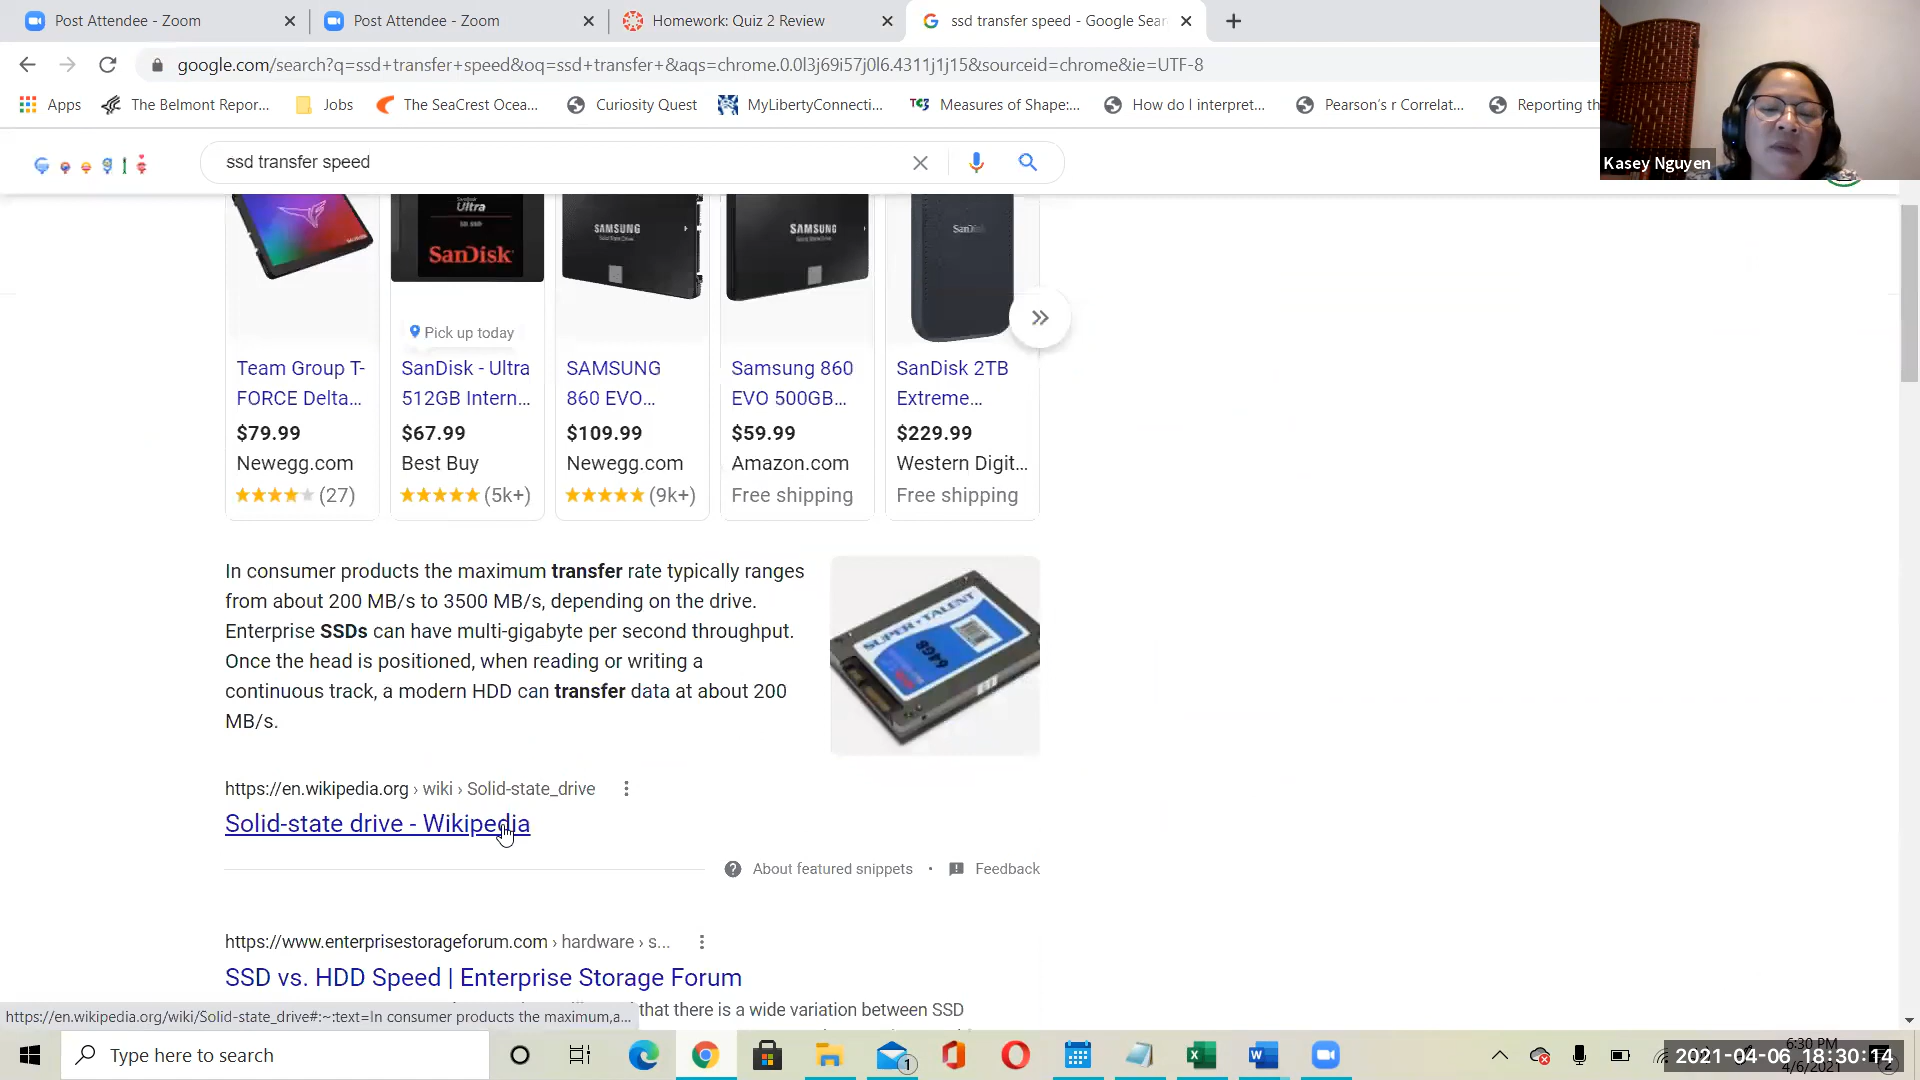 Post Attendee - Zoom
Post Attendee - Zoom
Homework: Quiz 2 Review
ssd transfer speed - Google Sear
google.com/search?q=ssd+transfer+speed&oq=ssd+transfer+&aqs=chrome.0.0l3j69i57j0l6.4311j1j15&sourceid=chrome&ie=UTF-8
Apps
The Belmont Repor...
Jobs
The SeaCrest Ocea...
Curiosity Quest
MyLibertyConnecti...
Measures of Shape:...
How do I interpret...
Pearson's r Correlat...
Reporting th
Kasey Nguyen
ssd transfer speed
SanDisk
Ultra
SanDisk
SAMSUNG
Solid State Drive
SAMSUNG
Solid State Drive
Pick up today
Team Group T-
FORCE Delta...
$79.99
Newegg.com
(27)
SanDisk - Ultra
512GB Intern...
$67.99
Best Buy
(5k+)
SAMSUNG
860 EVO...
$109.99
Newegg.com
(9k+)
Samsung 860
EVO 500GB...
$59.99
Amazon.com
Free shipping
SanDisk 2TB
Extreme...
$229.99
Western Digit...
Free shipping
In consumer products the maximum transfer rate typically ranges
from about 200 MB/s to 3500 MB/s, depending on the drive.
Enterprise SSDs can have multi-gigabyte per second throughput.
Once the head is positioned, when reading or writing a
continuous track, a modern HDD can transfer data at about 200
MB/s.
SUPER*TALENT
64GB
https://en.wikipedia.org › wiki › Solid-state_drive
Solid-state drive - Wikipedia
About featured snippets • Feedback
https://www.enterprisestorageforum.com › hardware › s...
SSD vs. HDD Speed | Enterprise Storage Forum
that there is a wide variation between SSD
https://en.wikipedia.org/wiki/Solid-state_drive#:~:text=In consumer products the maximum,a...
Type here to search
1
6:30 PM
4/6/2021
2021-04-06 18:30:14
2